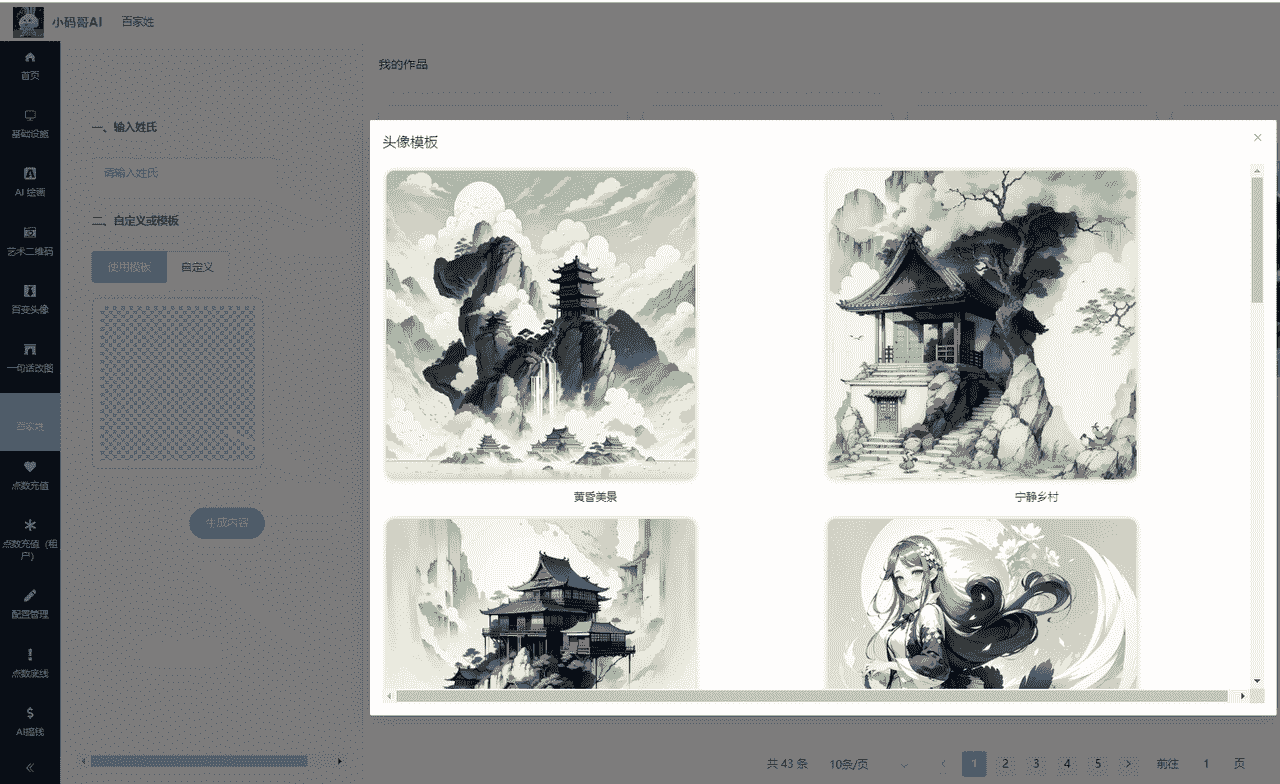 小码哥AI
百家姓
首页
基础设施
AI 绘画
艺术二维码
百变头像
一句话改图
百家姓
点数充值
点数充值（租
户）
配置管理
点数底线
一、输入姓氏
请输入姓氏
二、自定义或模板
使用模板
自定义
生成内容
我的作品
头像模板
黄昏美景
宁静乡村
共 43 条
10条/页
1
2
3
4
5
前往
1
页